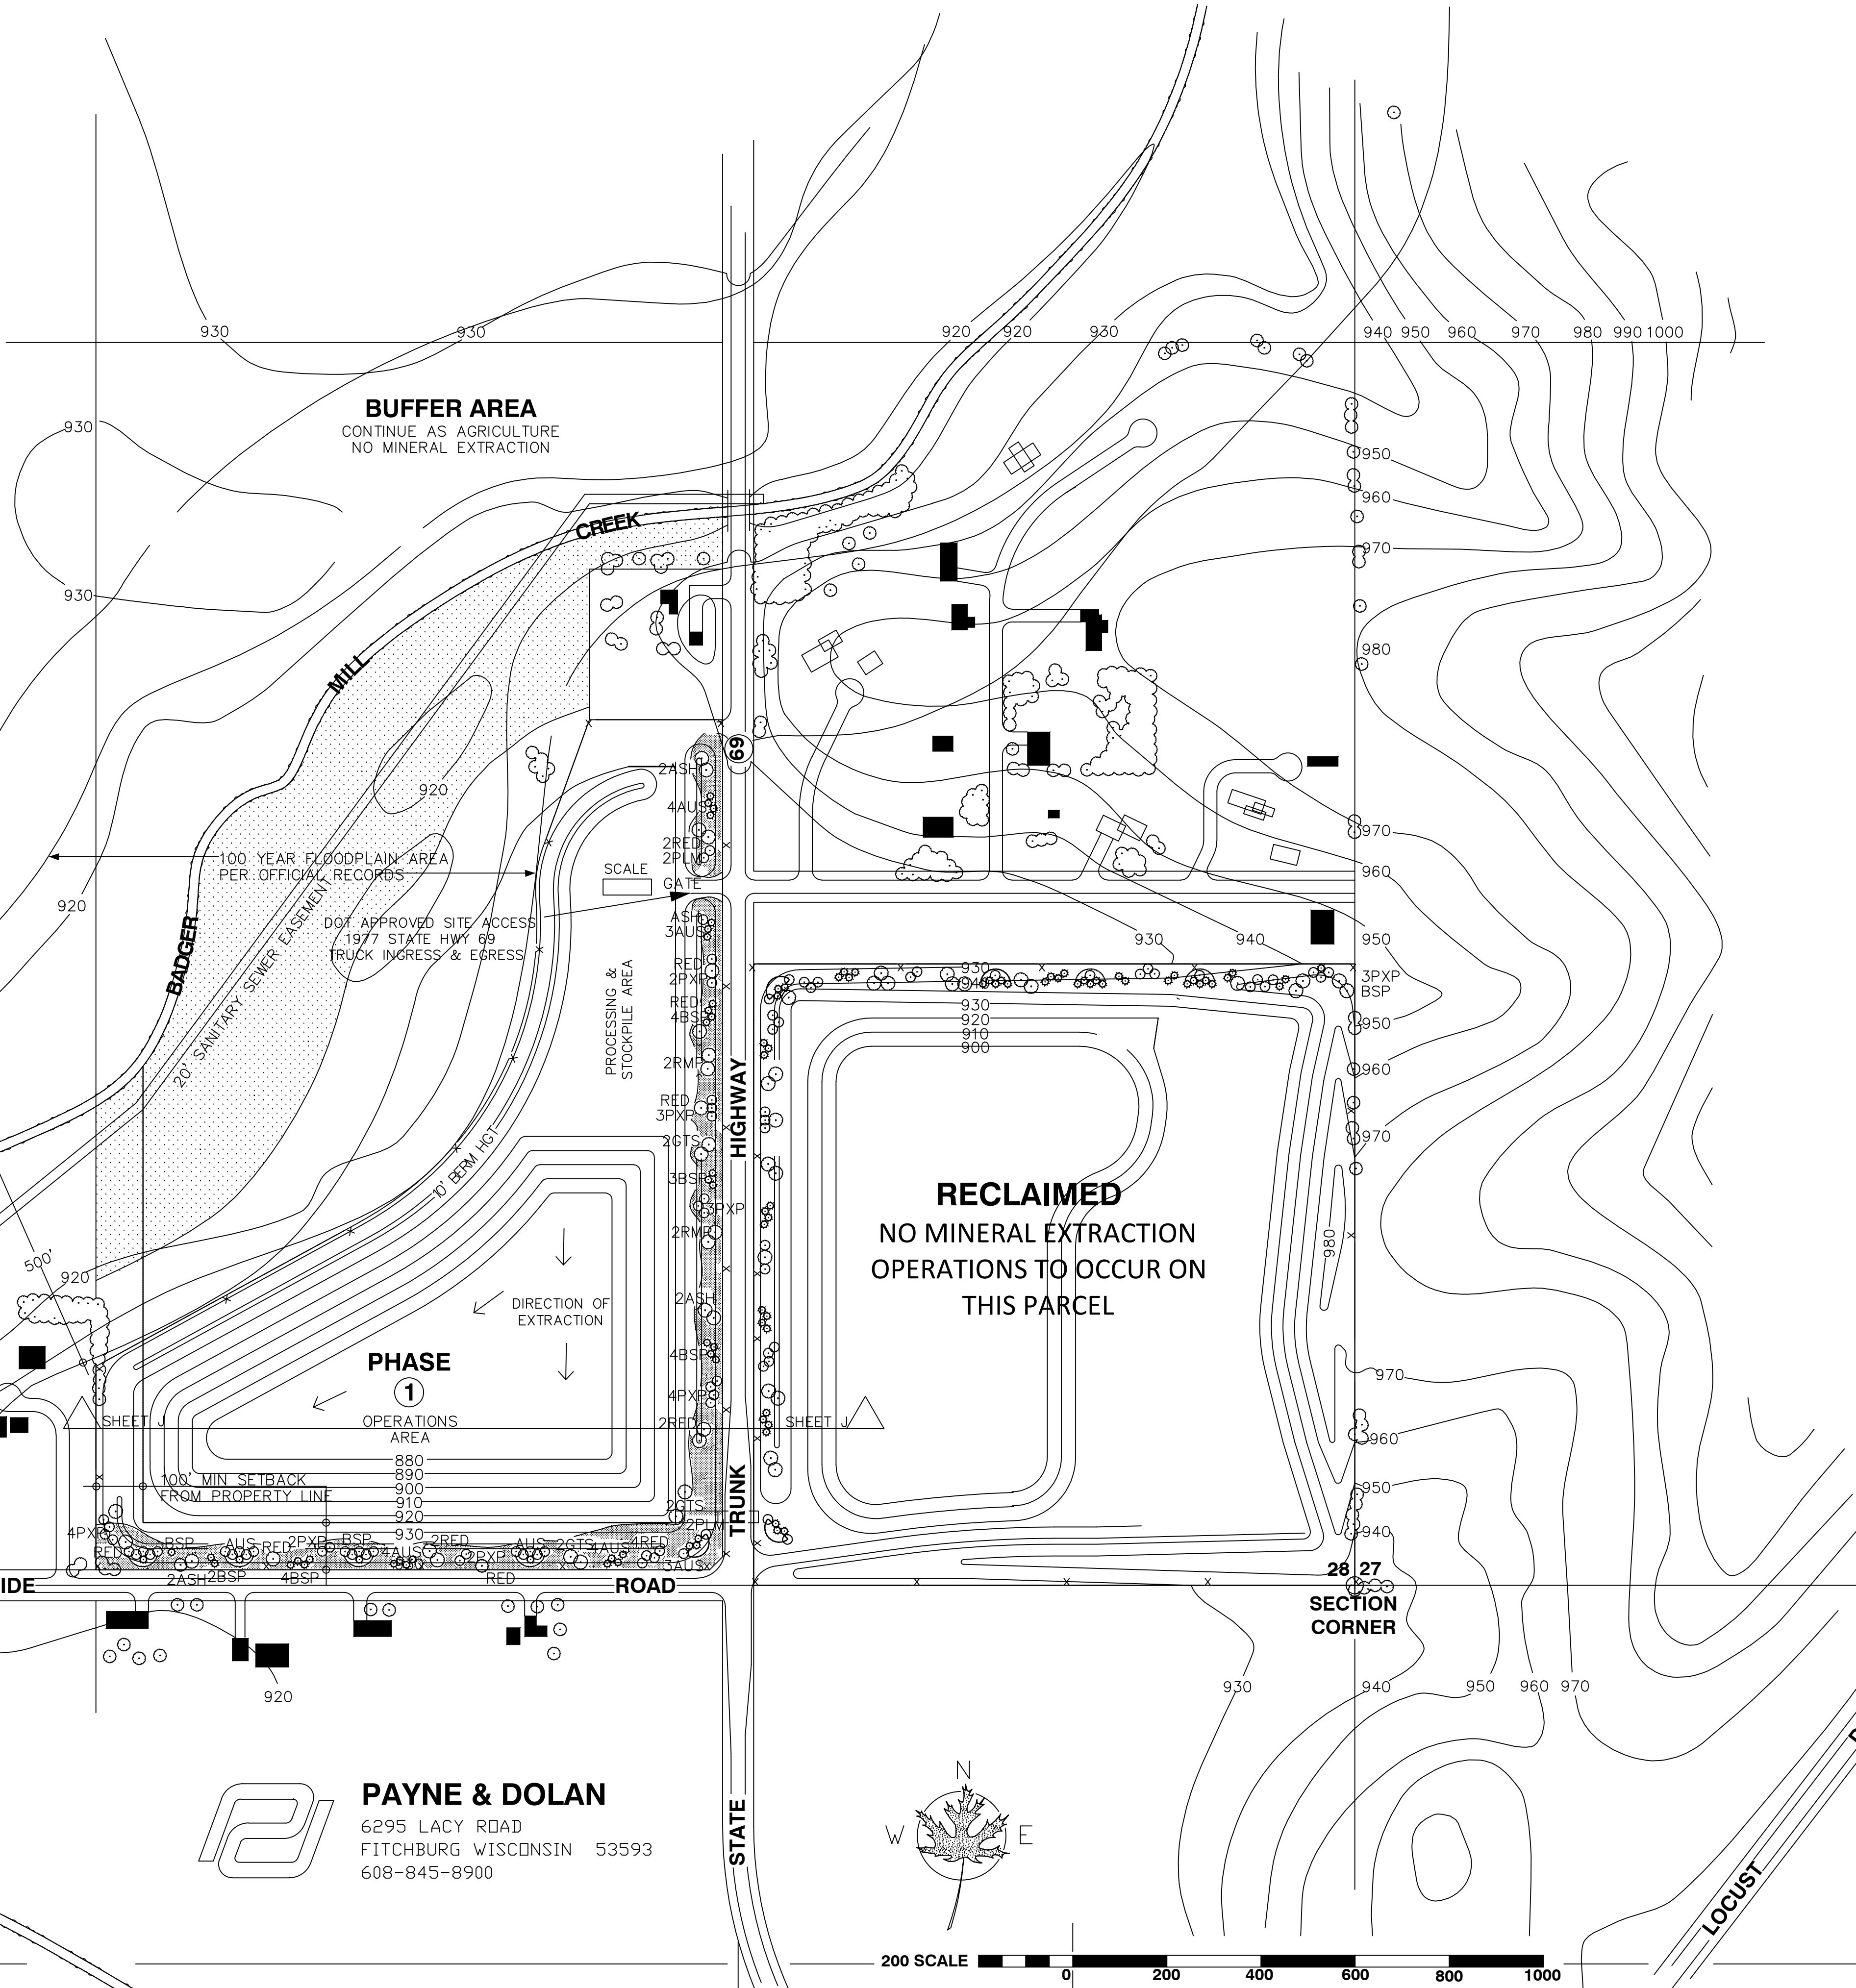 930
930
920
920
930
940
950
960
970
980
990
1000
BUFFER AREA
CONTINUE AS AGRICULTURE
NO MINERAL EXTRACTION
930
950
960
CREEK
970
930
980
MILL
69
2ASH
920
4AUS
970
2RED
2PLM
100 YEAR FLOODPLAIN AREA
PER OFFICIAL RECORDS
SCALE
GATE
960
920
DOT APPROVED SITE ACCESS
1977 STATE HWY 69
TRUCK INGRESS & EGRESS
ASH
3AUS
930
940
950
BADGER
20' SANITARY SEWER EASEMENT
PROCESSING &
STOCKPILE AREA
RED
2PXP
RED
4BSP
930
940
930
920
910
900
3PXP
BSP
950
2RMP
960
HIGHWAY
RED
3PXP
970
2GTS
10' BERM HGT
3BSP
3PXP
2RMP
RECLAIMED
NO MINERAL EXTRACTION
OPERATIONS TO OCCUR ON
THIS PARCEL
980
500'
920
DIRECTION OF
EXTRACTION
2ASH
4BSP
PHASE
1
OPERATIONS
AREA
970
4PXP
SHEET J
2RED
SHEET J
960
880
890
900
910
920
930
100' MIN SETBACK
FROM PROPERTY LINE
950
TRUNK
2GTS
2PLM
940
4PXP
RED
BSP
AUS
RED
2PXP
BSP
4AUS
2RED
2PXP
AUS
2GTS
4AUS
4RED
3AUS
2ASH
2BSP
4BSP
RED
IDE
ROAD
28
27
SECTION
CORNER
920
930
940
950
960
970
PAYNE & DOLAN
6295 LACY ROAD
FITCHBURG WISCONSIN 53593
608-845-8900
STATE
N
W
E
LOCUST
200 SCALE
0
200
400
600
800
1000